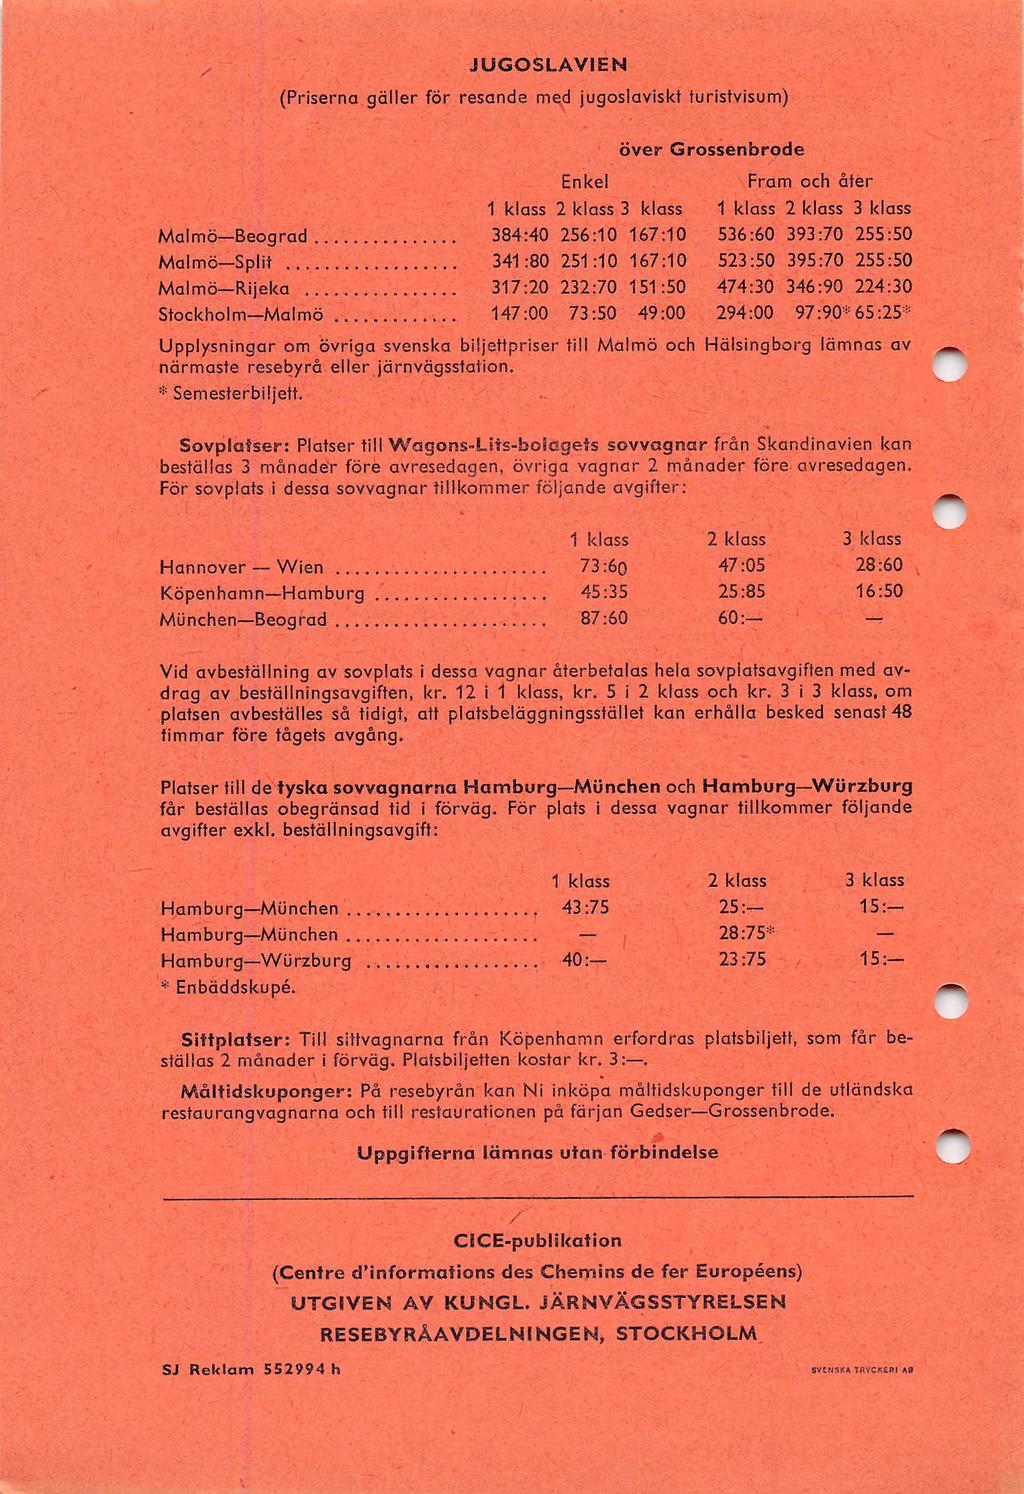 JUGOSLAVIEN
(Priserna gäller för resande med jugoslaviskt turistvisum)
över Grossenbrode
Enkel Fram och åter
1 klass 2 klass 3 klass 1 klass 2 klass 3 klass
Malmö—Beograd ............... 384:40 256:10 167:10 536:60 393:70 255:50
Malmö—Split .................. 341:80 251:10 167:10 523:50 395:70 255:50
Malmö—Rijeka ................ 317:20 232:70 151:50 474:30 346:90 224:30
Stockholm—Malmö ............. 147:00 73:50 49:00 294:00 97:90* 65:25*
Upplysningar om övriga svenska biljettpriser till Malmö och Hälsingborg lämnas av
närmaste resebyrå eller järnvägsstation.
* Semesterbiljett.
Sovplatser: Platser till Wagons-Lits-bolagets sovvagnar från Skandinavien kan
beställas 3 månader före avresedagen, övriga vagnar 2 månader före avresedagen.
För sovplats i dessa sovvagnar tillkommer följande avgifter:
1 klass 2 klass 3 klass
Hannover — Wien ...................... 73:60 47:05 28:60
Köpenhamn—Hamburg .................. 45:35 25:85 16:50
München—Beograd ...................... 87:60 60:— —
Vid avbeställning av sovplats i dessa vagnar återbetalas hela sovplatsavgiften med av-
drag av beställningsavgiften, kr. 12 i 1 klass, kr. 5 i 2 klass och kr. 3 i 3 klass, om
platsen avbeställes så tidigt, att platsbeläggningsstället kan erhålla besked senast 48
timmar före tågets avgång.
Platser till de tyska sovvagnarna Hamburg—München och Hamburg—Würzburg
får beställas obegränsad tid i förväg. För plats i dessa vagnar tillkommer följande
avgifter exkl. beställningsavgift:
1 klass 2 klass 3 klass
Hamburg—München .................... 43:75 25:— 15:—
Hamburg—München .................... — 28:75* —
Hamburg—Würzburg .................. 40:— 23:75 15:—
* Enbäddskupé.
Sittplatser: Till sittvagnarna från Köpenhamn erfordras platsbiljett, som får be-
ställas 2 månader i förväg. Platsbiljetten kostar kr. 3:—.
Måltidskuponger: På resebyrån kan Ni inköpa måltidskuponger till de utländska
restaurangvagnarna och till restaurationen på färjan Gedser—Grossenbrode.
Uppgifterna lämnas utan förbindelse
CICE-publikation
(Centre d'informations des Chemins de fer Européens)
UTGIVEN AV KUNGL. JÄRNVÄGSSTYRELSEN
RESEBYRÅAVDELNINGEN, STOCKHOLM
SJ Reklam 552994 h SVENSKA TRYCKERI AB